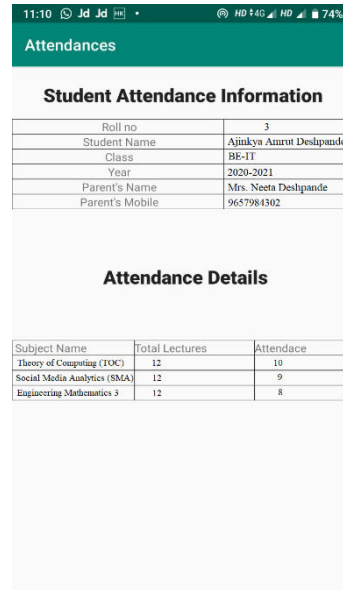 11:10 Jd Jd HK • HD 4G HD 74%
Attendances
Student Attendance Information
Roll no 3
Student Name Ajinkya Amrut Deshpande
Class BE-IT
Year 2020-2021
Parent's Name Mrs. Neeta Deshpande
Parent's Mobile 9657984302
Attendance Details
Subject Name Total Lectures Attendace
Theory of Computing (TOC) 12 10
Social Media Analytics (SMA) 12 9
Engineering Mathematics 3 12 8